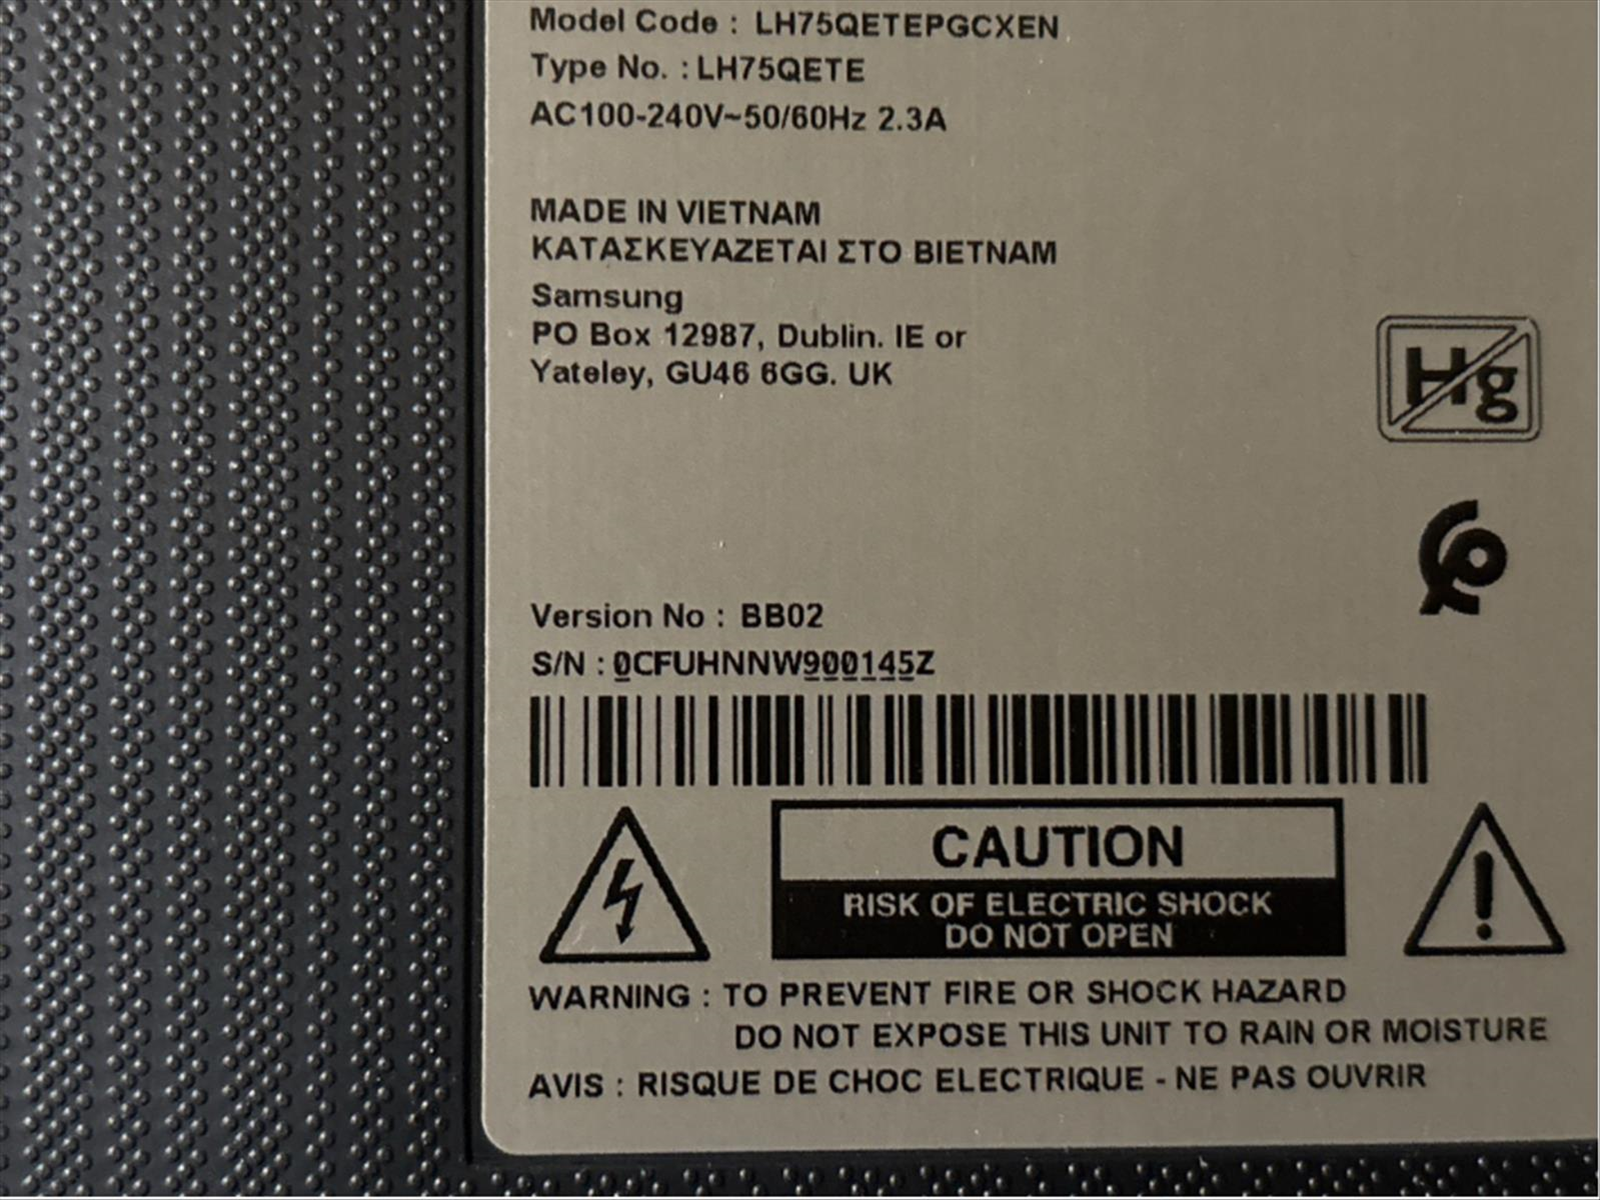 Model Code : LH75QETEPGCXEN
Type No. : LH75QETE
AC100-240V~50/60Hz 2.3A
MADE IN VIETNAM
ΚΑΤΑΣΚΕΥΑΖΕΤΑΙ ΣΤΟ ΒΙΕΤΝΑΜ
Samsung
PO Box 12987, Dublin. IE or
Yateley, GU46 6GG. UK
Hg
Version No : BB02
S/N : 0CFUHNNW900145Z
CAUTION
RISK OF ELECTRIC SHOCK
DO NOT OPEN
WARNING : TO PREVENT FIRE OR SHOCK HAZARD
DO NOT EXPOSE THIS UNIT TO RAIN OR MOISTURE
AVIS : RISQUE DE CHOC ELECTRIQUE - NE PAS OUVRIR